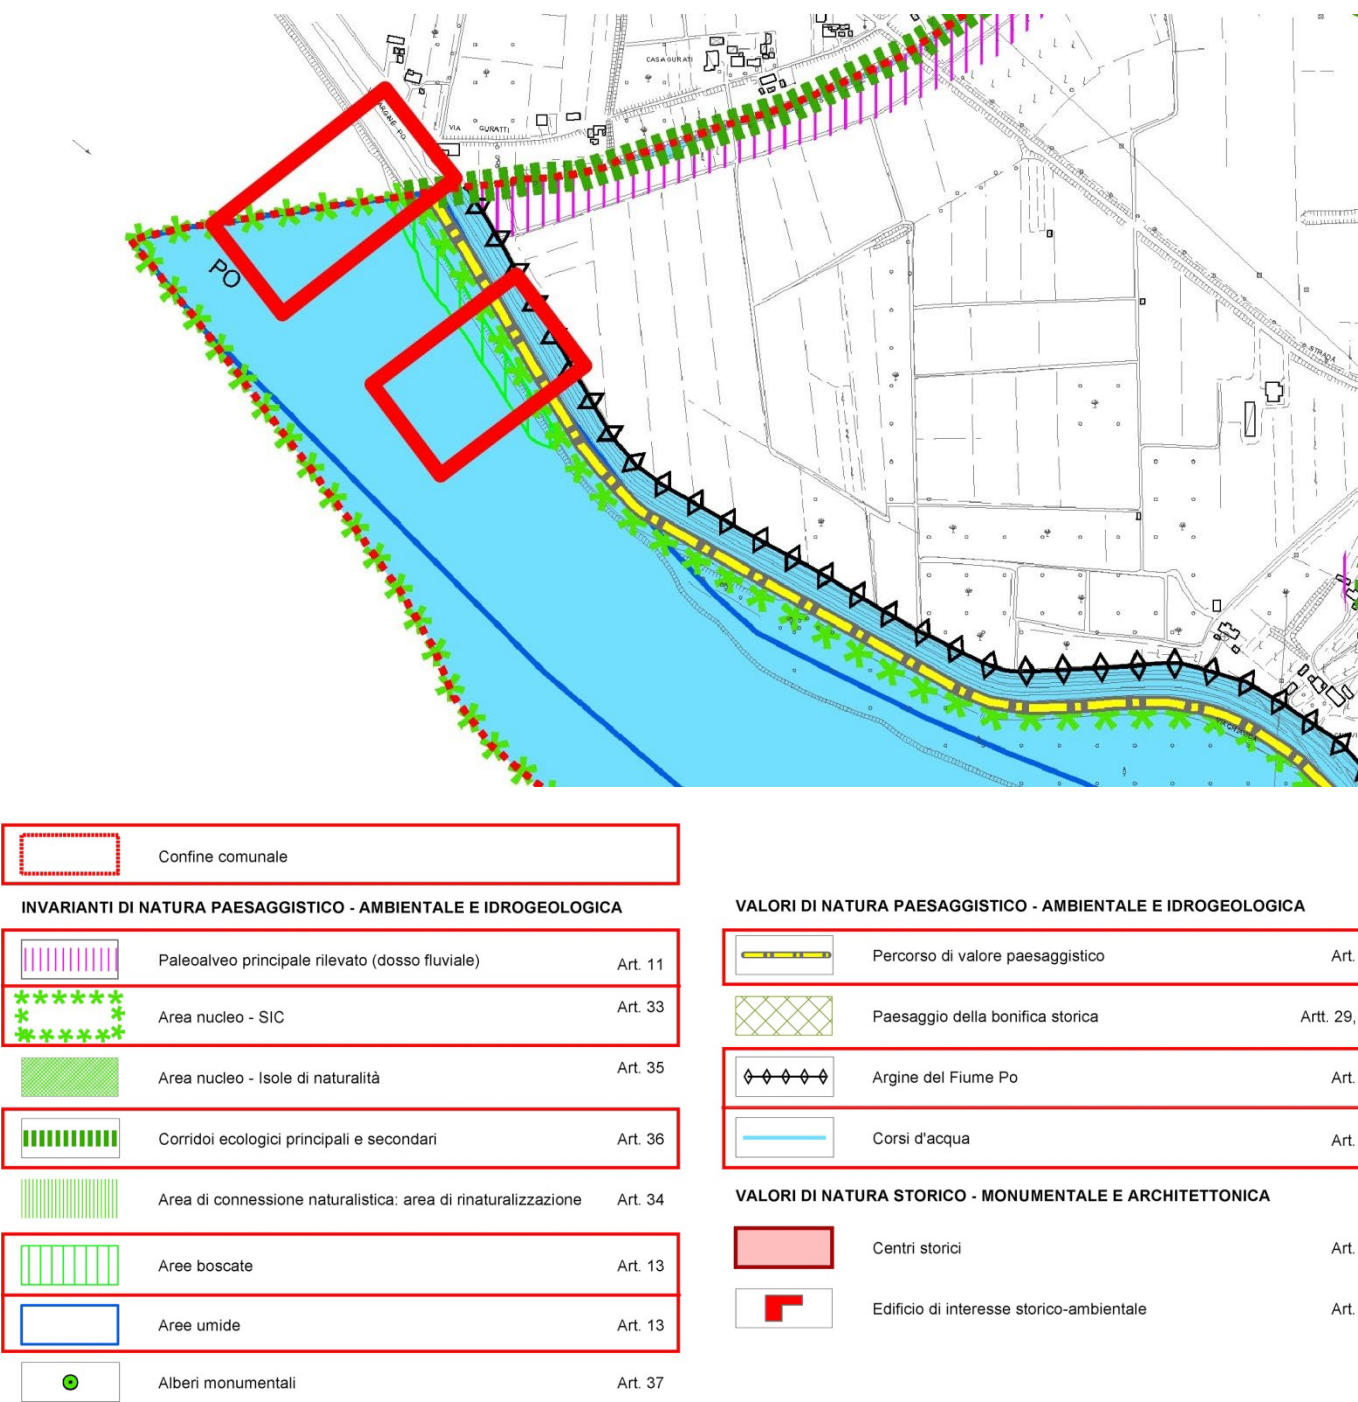 CASA GURATI
ARGINE PO
VIA GURATTI
PO
STRADA
Confine comunale
INVARIANTI DI NATURA PAESAGGISTICO - AMBIENTALE E IDROGEOLOGICA
Paleoalveo principale rilevato (dosso fluviale) Art. 11
Area nucleo - SIC Art. 33
Area nucleo - Isole di naturalità Art. 35
Corridoi ecologici principali e secondari Art. 36
Area di connessione naturalistica: area di rinaturalizzazione Art. 34
Aree boscate Art. 13
Aree umide Art. 13
Alberi monumentali Art. 37
VALORI DI NATURA PAESAGGISTICO - AMBIENTALE E IDROGEOLOGICA
Percorso di valore paesaggistico Art.
Paesaggio della bonifica storica Artt. 29,
Argine del Fiume Po Art.
Corsi d'acqua Art.
VALORI DI NATURA STORICO - MONUMENTALE E ARCHITETTONICA
Centri storici Art.
Edificio di interesse storico-ambientale Art.